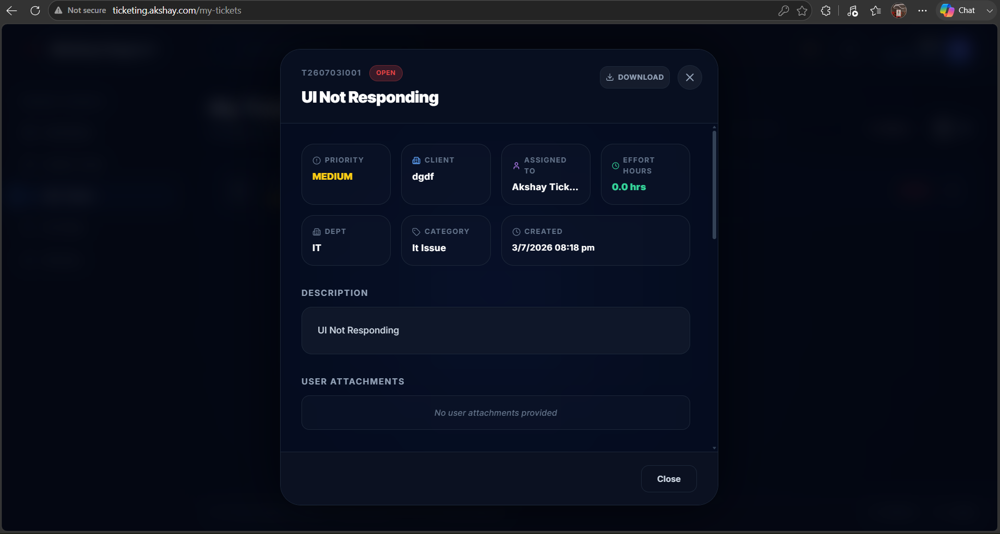 Not secure ticketing.akshay.com/my-tickets
Chat
T260703I001 OPEN
DOWNLOAD
UI Not Responding
PRIORITY
MEDIUM
CLIENT
dgdf
ASSIGNED
TO
Akshay Tick...
EFFORT
HOURS
0.0 hrs
DEPT
IT
CATEGORY
It Issue
CREATED
3/7/2026 08:18 pm
DESCRIPTION
UI Not Responding
USER ATTACHMENTS
No user attachments provided
Close